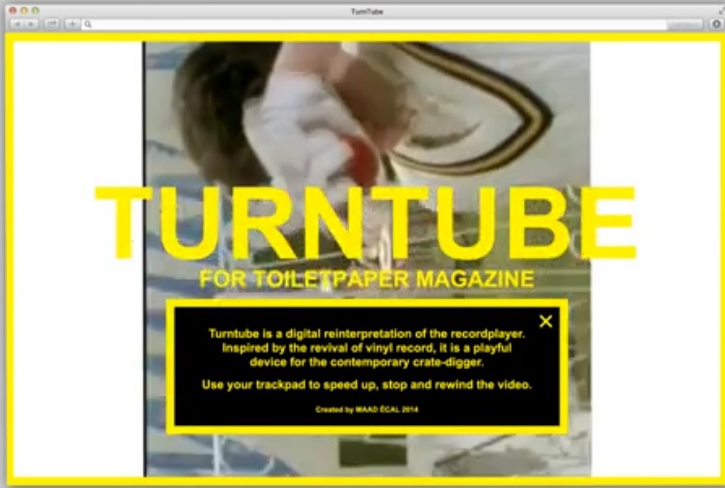 TurnTube
TURNTUBE
FOR TOILETPAPER MAGAZINE
Turntube is a digital reinterpretation of the recordplayer.
Inspired by the revival of vinyl record, it is a playful
device for the contemporary crate-digger.
Use your trackpad to speed up, stop and rewind the video.
Created by MAAD ÉCAL 2014